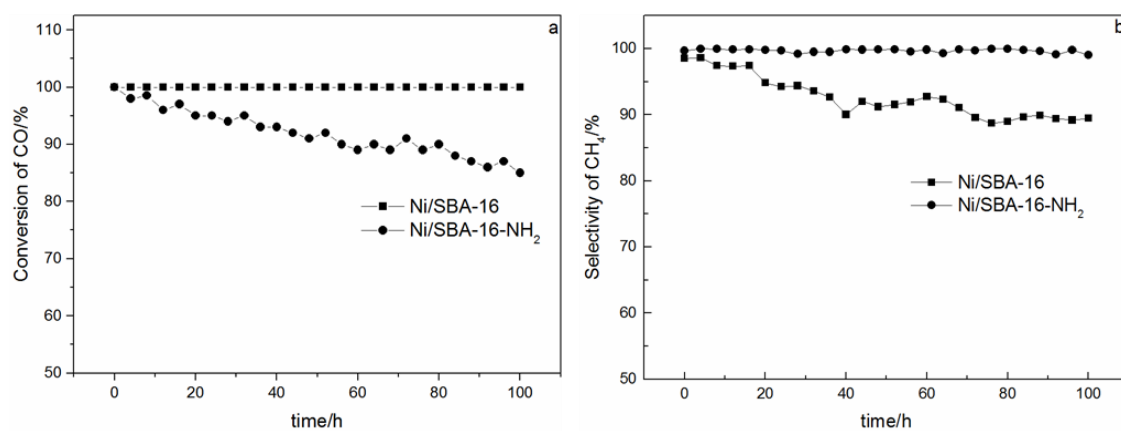 a
110
100
90
80
70
60
50
Conversion of CO/%
Ni/SBA-16
Ni/SBA-16-NH2
0 20 40 60 80 100
time/h
b
100
90
80
70
60
50
Selectivity of CH4/%
Ni/SBA-16
Ni/SBA-16-NH2
0 20 40 60 80 100
time/h